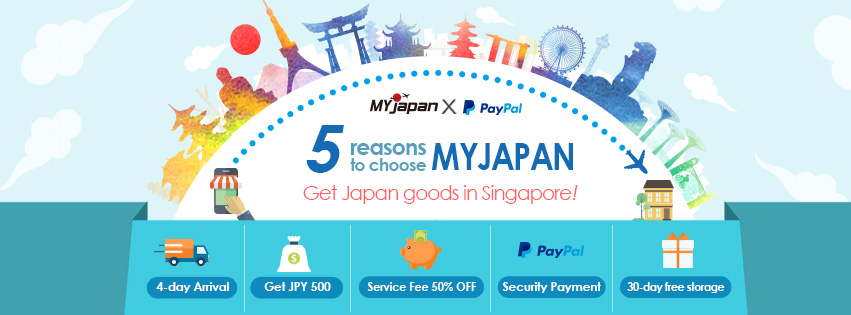 MYjapan X PayPal
5 reasons to choose MYJAPAN
Get Japan goods in Singapore!
PayPal
4-day Arrival
Get JPY 500
Service Fee 50% OFF
Security Payment
30-day free storage